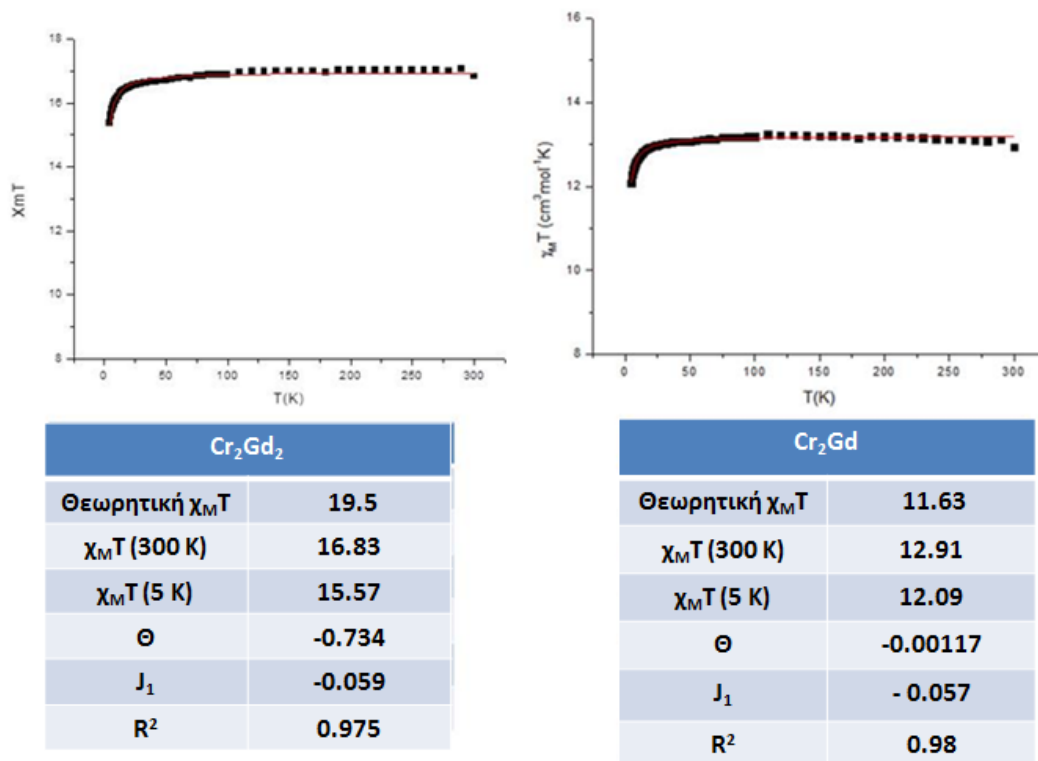 18
16
14
12
10
8
XmT
0
50
100
150
200
250
300
T(K)
16
14
12
10
8
χMT (cm3mol-1K)
0
50
100
150
200
250
300
T(K)
Cr2Gd2
Θεωρητική χMT 19.5
χMT (300 K) 16.83
χMT (5 K) 15.57
Θ -0.734
J1 -0.059
R2 0.975
Cr2Gd
Θεωρητική χMT 11.63
χMT (300 K) 12.91
χMT (5 K) 12.09
Θ -0.00117
J1 - 0.057
R2 0.98